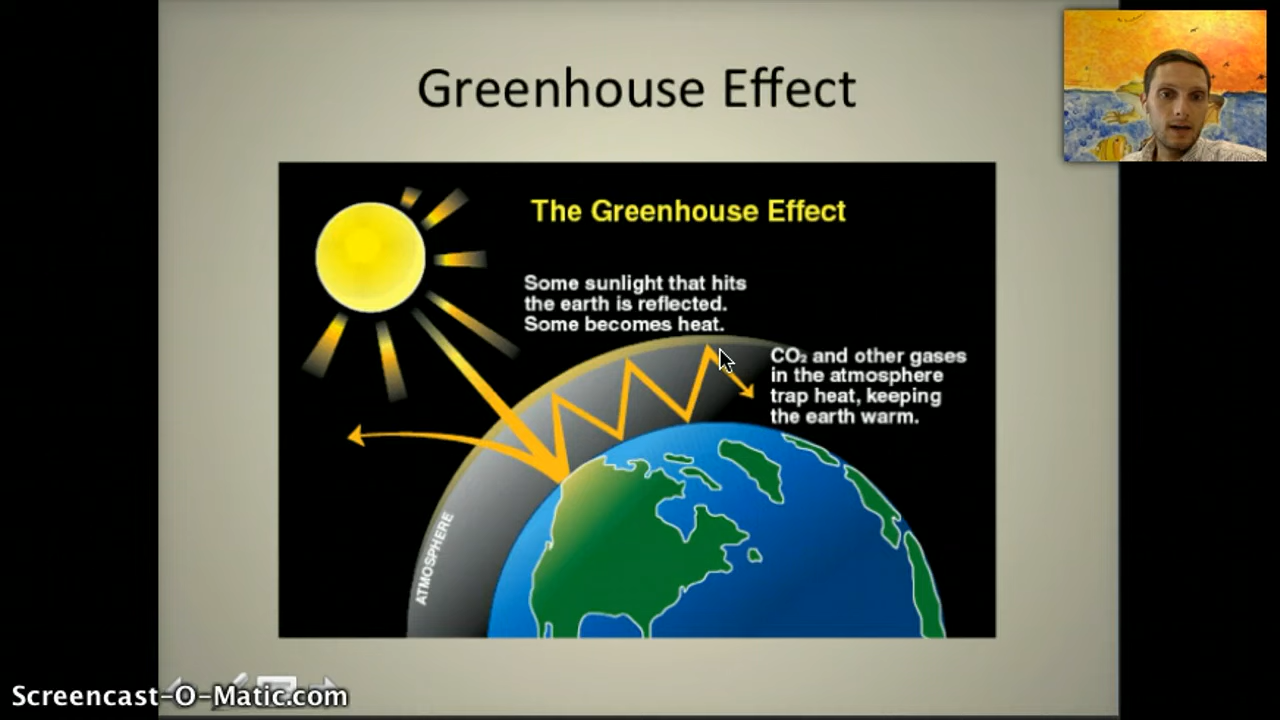 Greenhouse Effect
The Greenhouse Effect
Some sunlight that hits
the earth is reflected.
Some becomes heat.
CO₂ and other gases
in the atmosphere
trap heat, keeping
the earth warm.
ATMOSPHERE
Screencast-O-Matic.com